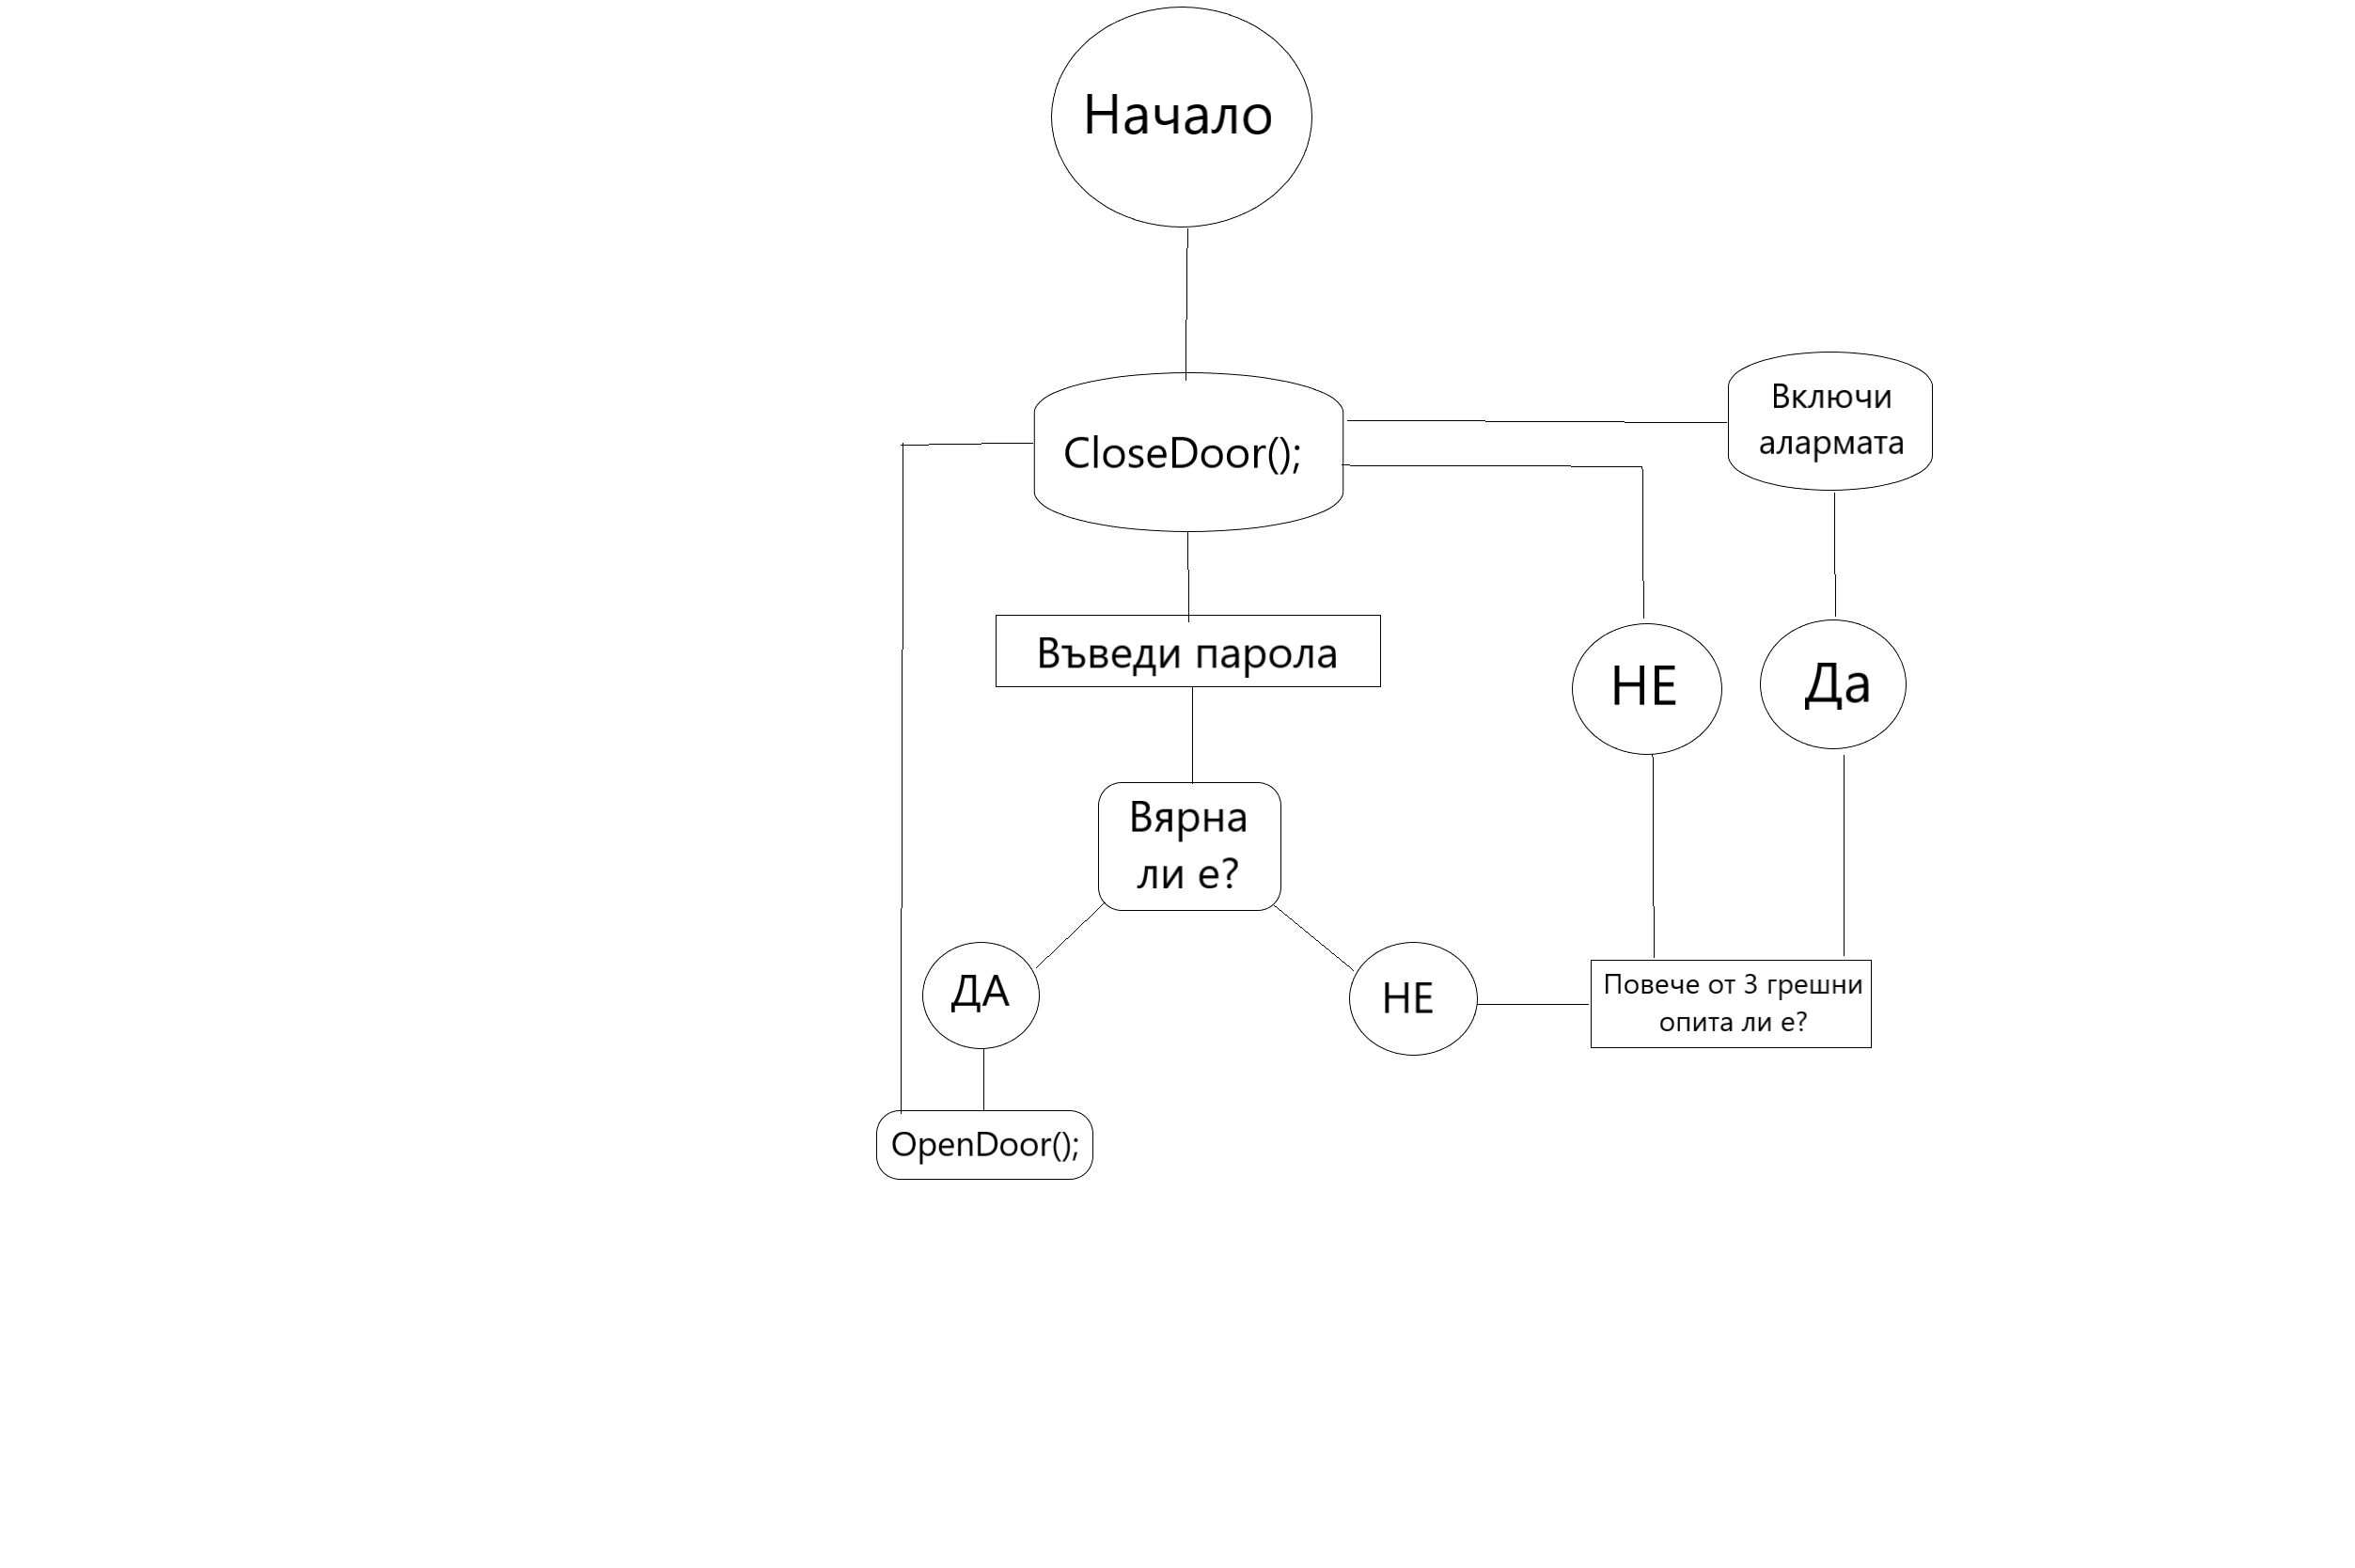 Начало
Включи
алармата
CloseDoor();
Въведи парола
НЕ
Да
Вярна
ли е?
ДА
НЕ
Повече от 3 грешни
опита ли е?
OpenDoor();